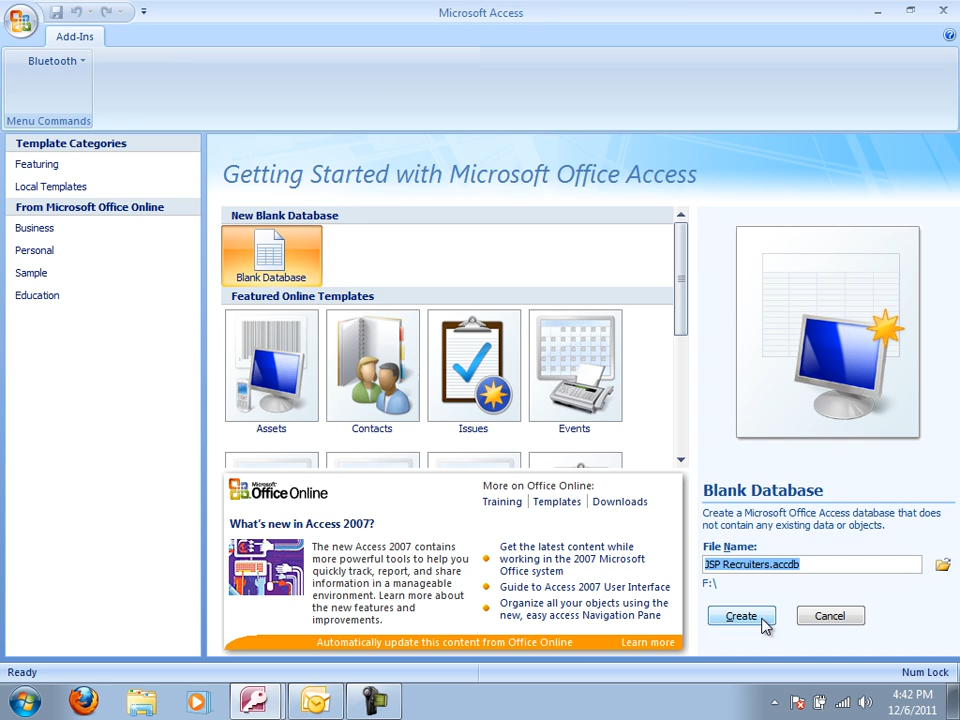 Microsoft Access
Add-Ins
Bluetooth
Menu Commands
Template Categories
Featuring
Local Templates
From Microsoft Office Online
Business
Personal
Sample
Education
Getting Started with Microsoft Office Access
New Blank Database
Blank Database
Featured Online Templates
Assets
Contacts
Issues
Events
Microsoft
Office Online
More on Office Online:
Training | Templates | Downloads
What's new in Access 2007?
The new Access 2007 contains
more powerful tools to help you
quickly track, report, and share
information in a manageable
environment. Learn more about
the new features and
improvements.
Get the latest content while
working in the 2007 Microsoft
Office system
Guide to Access 2007 User Interface
Organize all your objects using the
new, easy access Navigation Pane
Automatically update this content from Office Online
Learn more
Blank Database
Create a Microsoft Office Access database that does
not contain any existing data or objects.
File Name:
JSP Recruiters.accdb
F:\
Create
Cancel
Ready
Num Lock
4:42 PM
12/6/2011